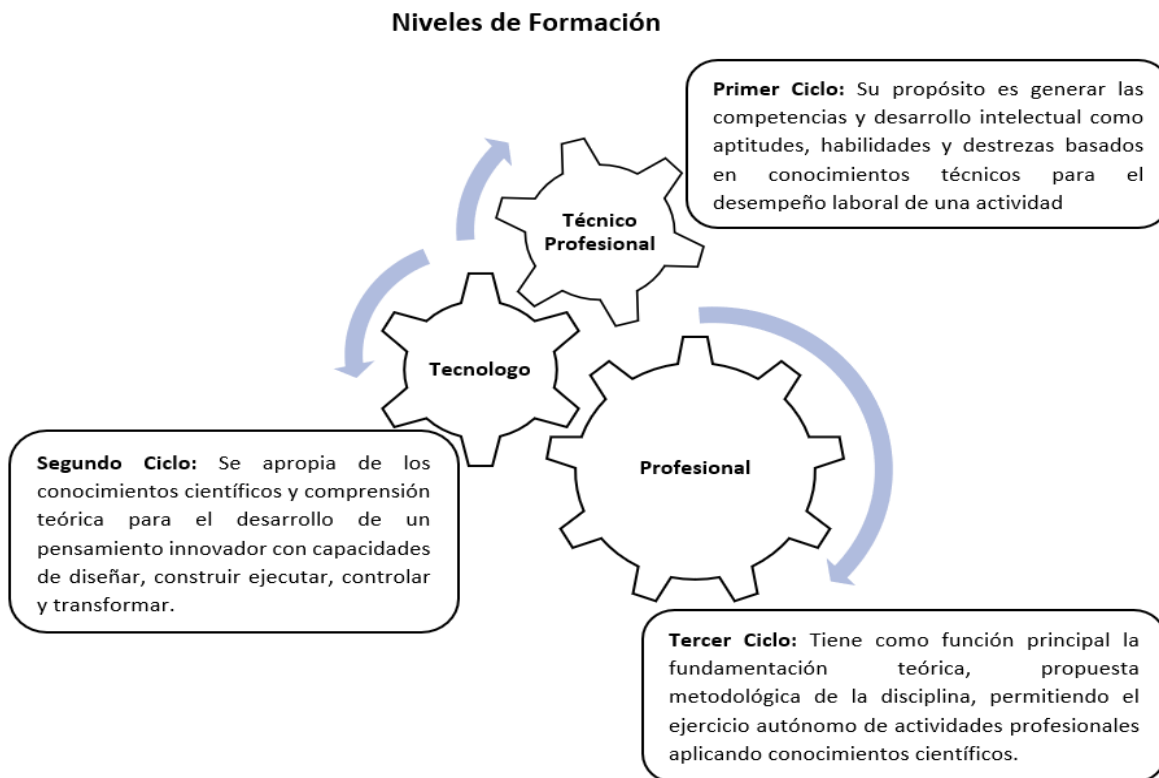 Niveles de Formación
Primer Ciclo: Su propósito es generar las
competencias y desarrollo intelectual como
aptitudes, habilidades y destrezas basados
en conocimientos técnicos para el
desempeño laboral de una actividad
Técnico
Profesional
Tecnologo
Profesional
Segundo Ciclo: Se apropia de los
conocimientos científicos y comprensión
teórica para el desarrollo de un
pensamiento innovador con capacidades
de diseñar, construir ejecutar, controlar
y transformar.
Tercer Ciclo: Tiene como función principal la
fundamentación teórica, propuesta
metodológica de la disciplina, permitiendo el
ejercicio autónomo de actividades profesionales
aplicando conocimientos científicos.